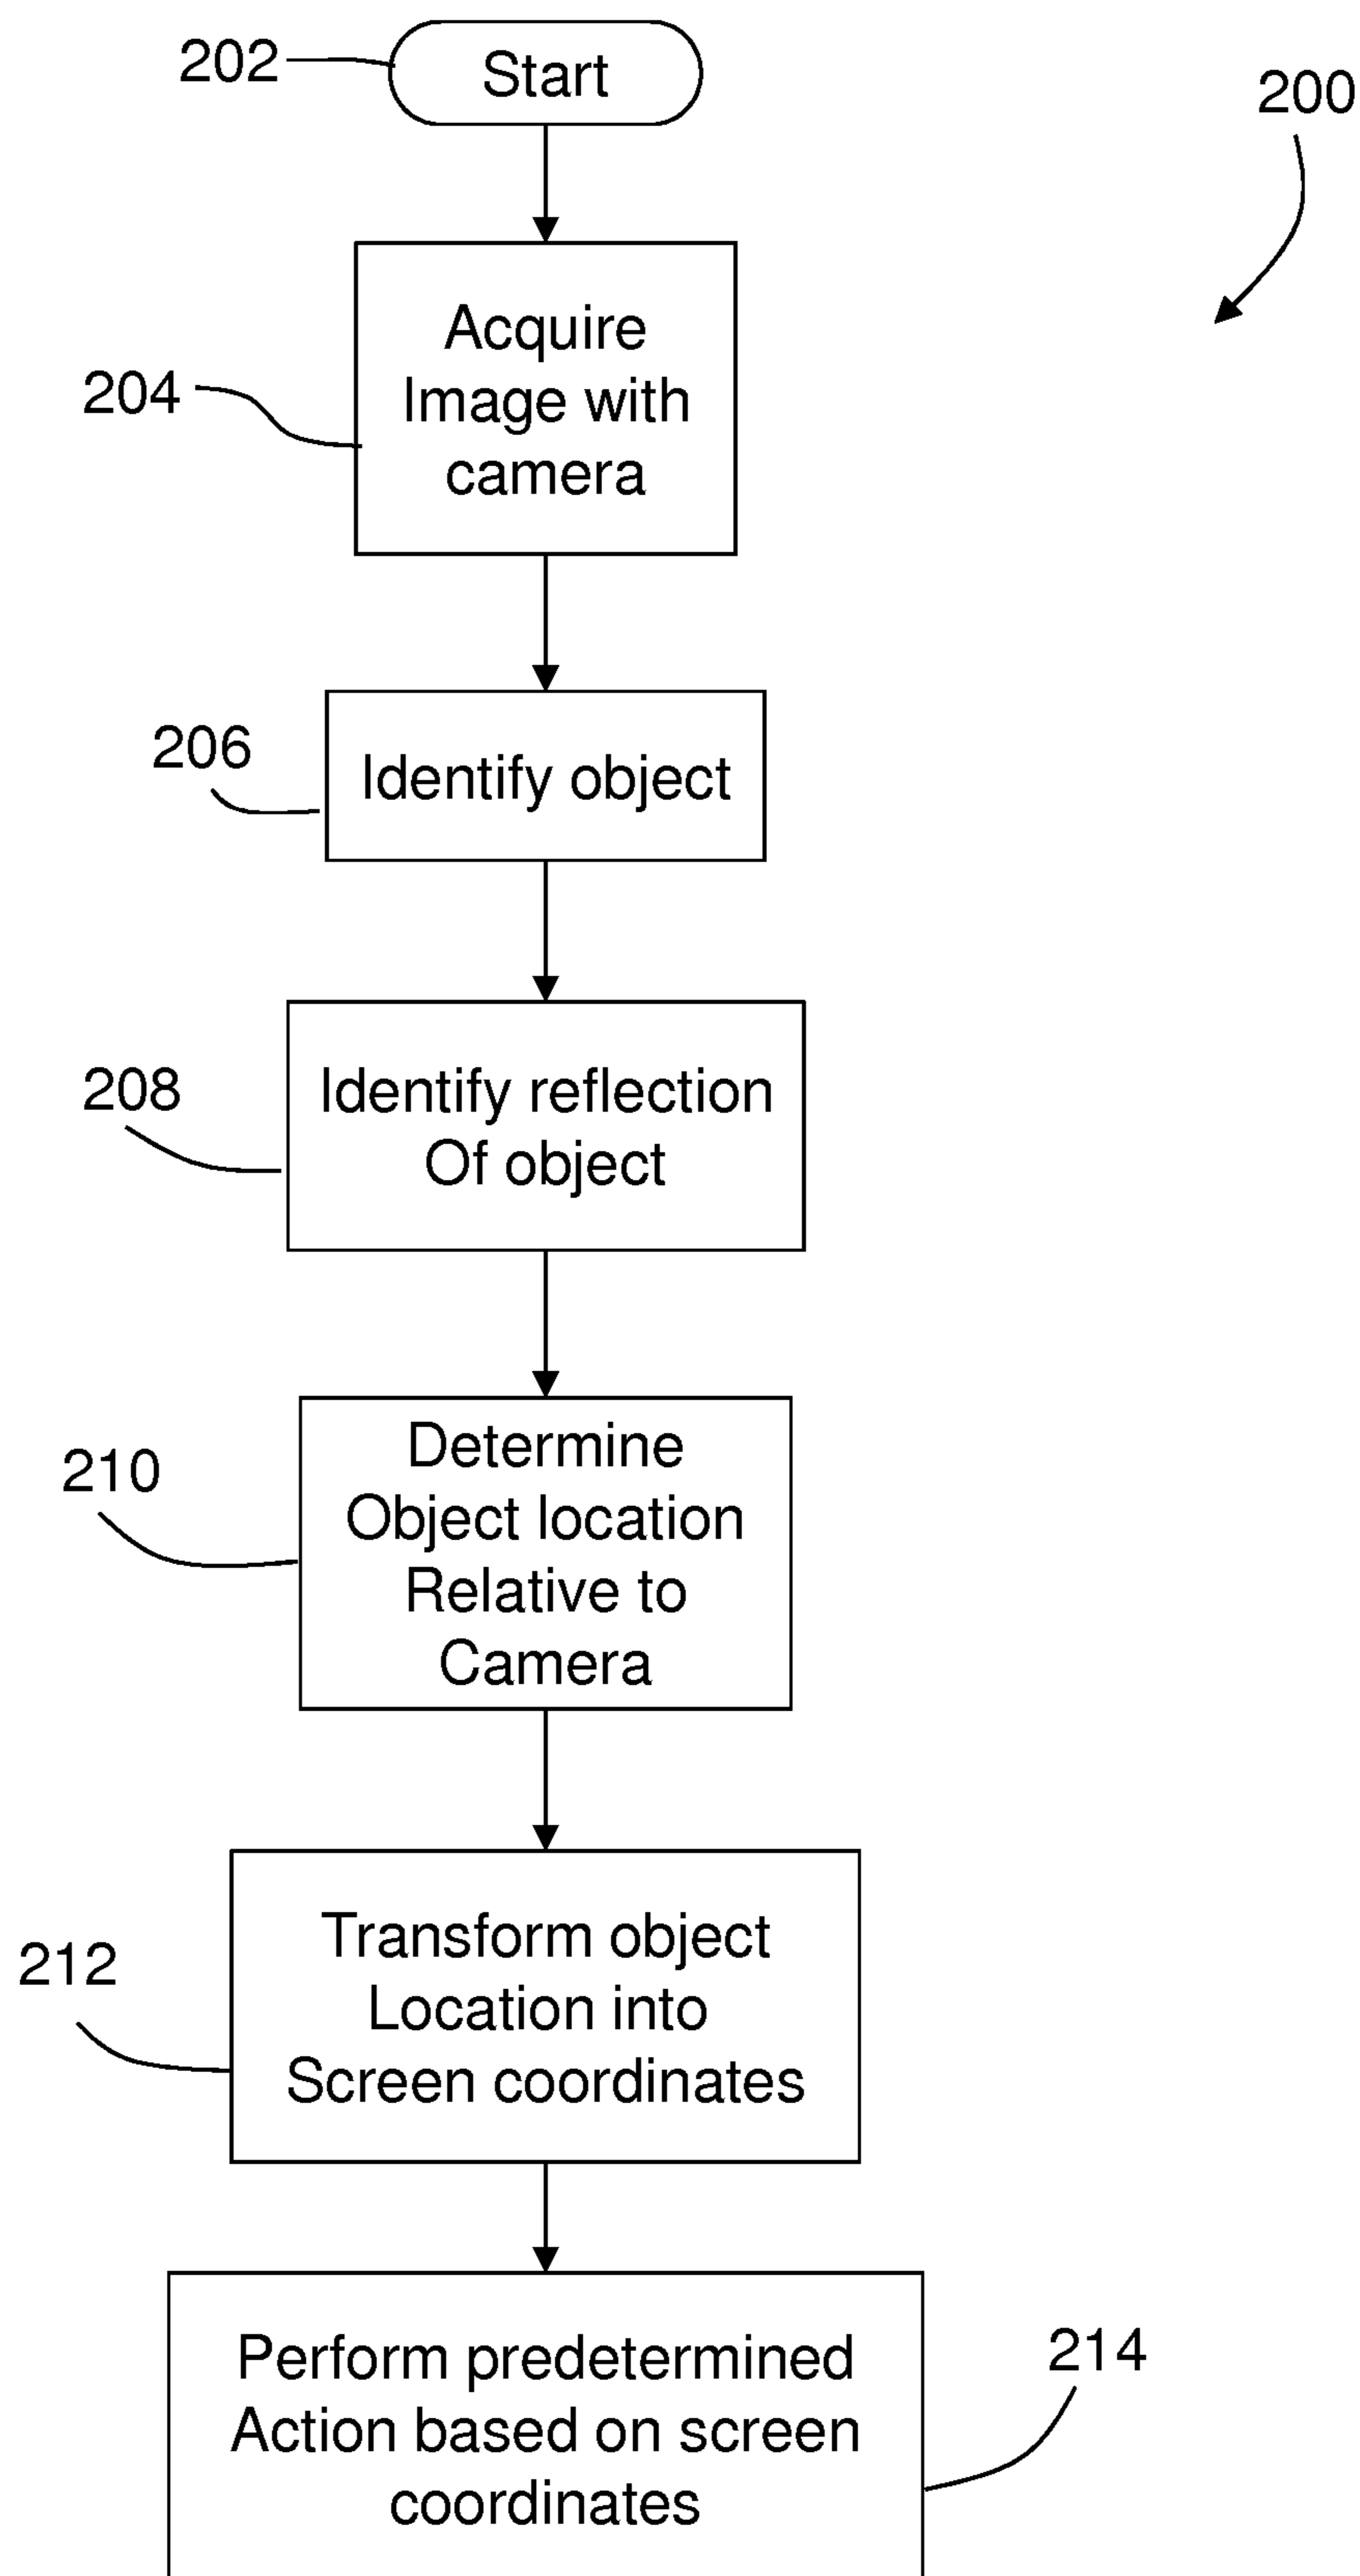 202
Start
200
204
Acquire
Image with
camera
206
Identify object
208
Identify reflection
Of object
210
Determine
Object location
Relative to
Camera
212
Transform object
Location into
Screen coordinates
214
Perform predetermined
Action based on screen
coordinates